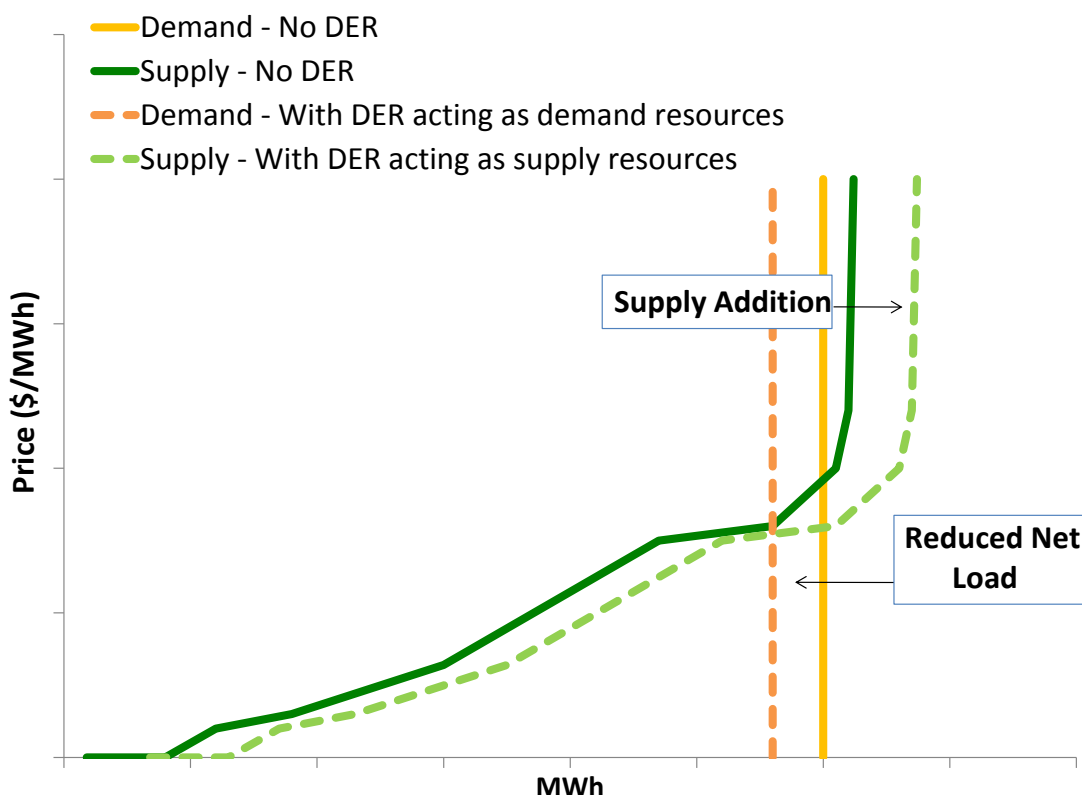 Demand - No DER
Supply - No DER
Demand - With DER acting as demand resources
Supply - With DER acting as supply resources
Price ($/MWh)
Supply Addition
Reduced Net
Load
MWh